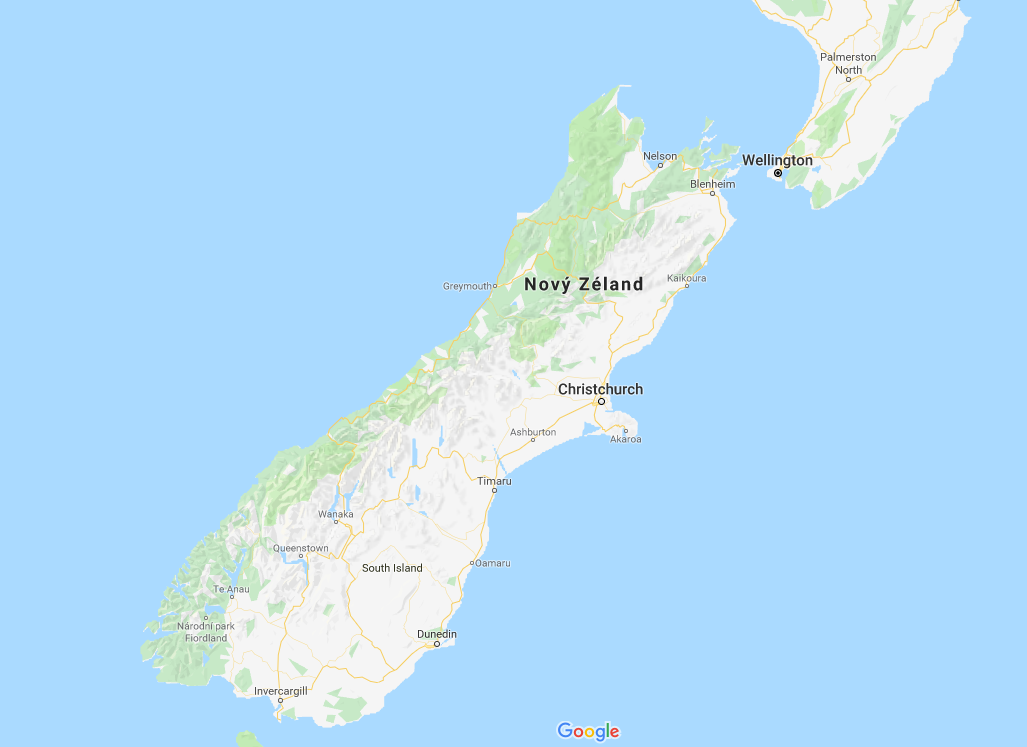 Palmerston
North
Nelson
Wellington
Blenheim
Kaikoura
Greymouth
Nový Zéland
Christchurch
Ashburton
Akaroa
Timaru
Wanaka
Queenstown
Oamaru
South Island
Te Anau
Národní park
Fiordland
Dunedin
Invercargill
Google